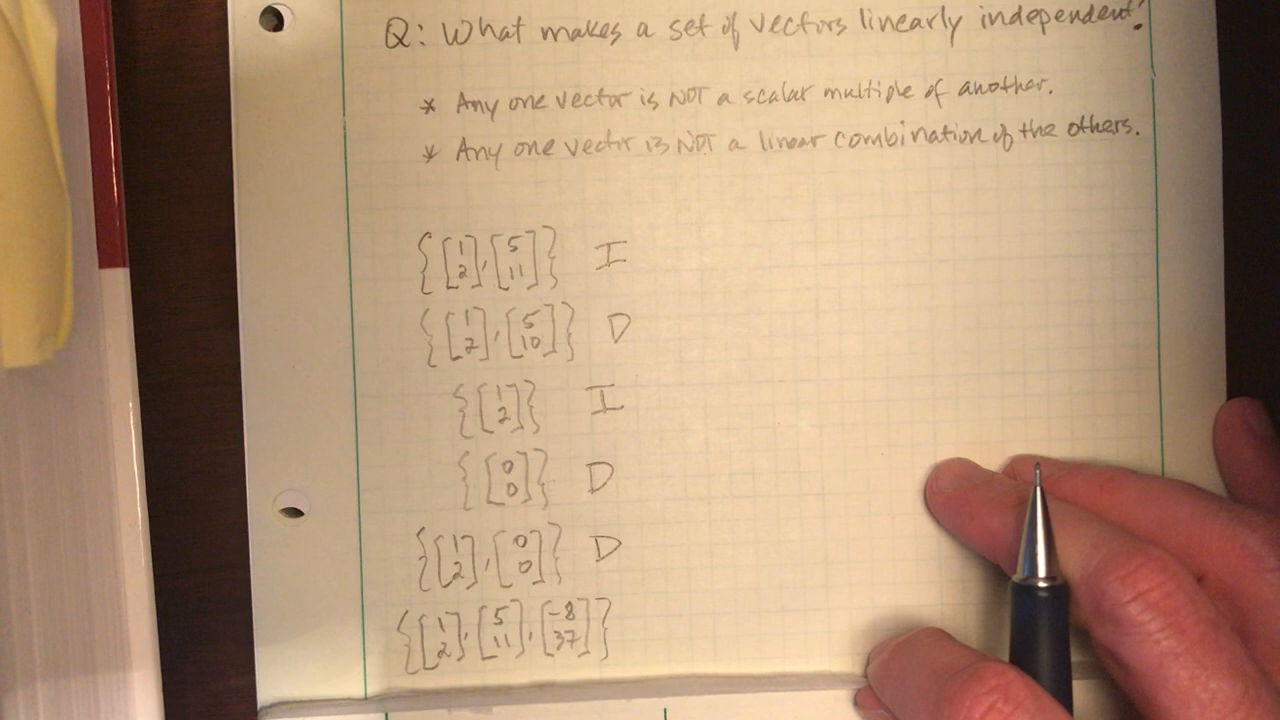 Q: What makes a set of vectors linearly independent?
* Any one vector is NOT a scalar multiple of another.
* Any one vector is NOT a linear combination of the others.
{[1 2], [5 11]} I
{[1 2], [5 10]} D
{[1 2]} I
{[0 0]} D
{[1 2], [0 0]} D
{[1 2], [5 11], [-8 37]}